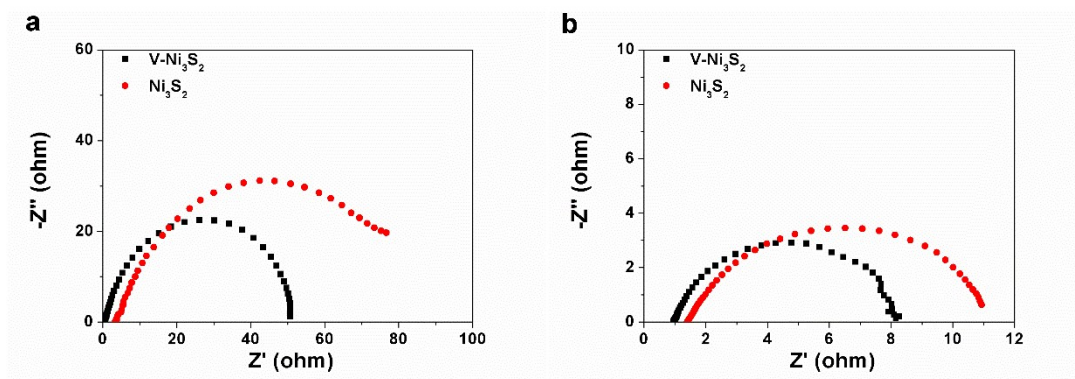 a
60
40
20
0
-Z'' (ohm)
V-Ni₃S₂
Ni₃S₂
0 20 40 60 80 100
Z' (ohm)
b
10
8
6
4
2
0
-Z'' (ohm)
V-Ni₃S₂
Ni₃S₂
0 2 4 6 8 10 12
Z' (ohm)